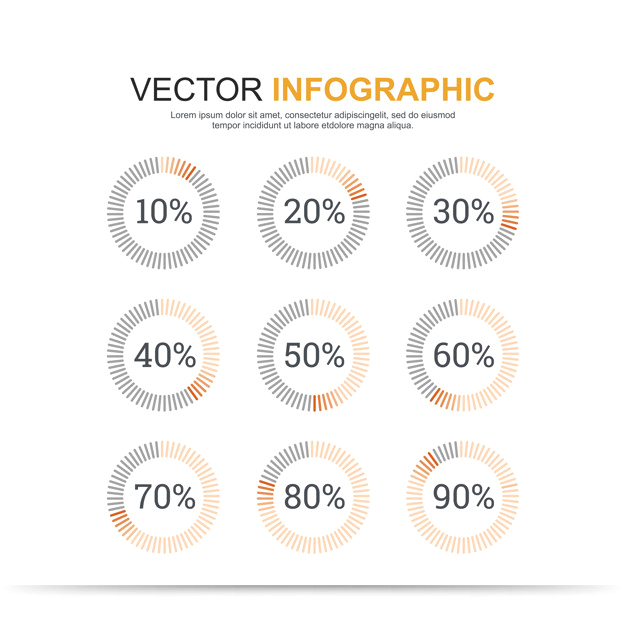 VECTOR INFOGRAPHIC
Lorem ipsum dolor sit amet, consectetur adipiscingelit, sed do eiusmod
tempor incididunt ut labore etdolore magna aliqua.
10% 20% 30%
40% 50% 60%
70% 80% 90%